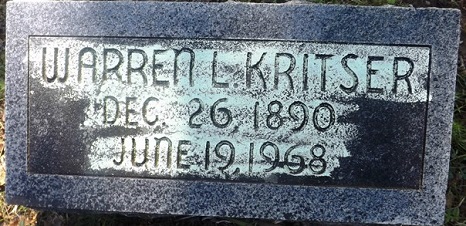 WARREN L. KRITSER
DEC. 26, 1890
JUNE 19, 1968